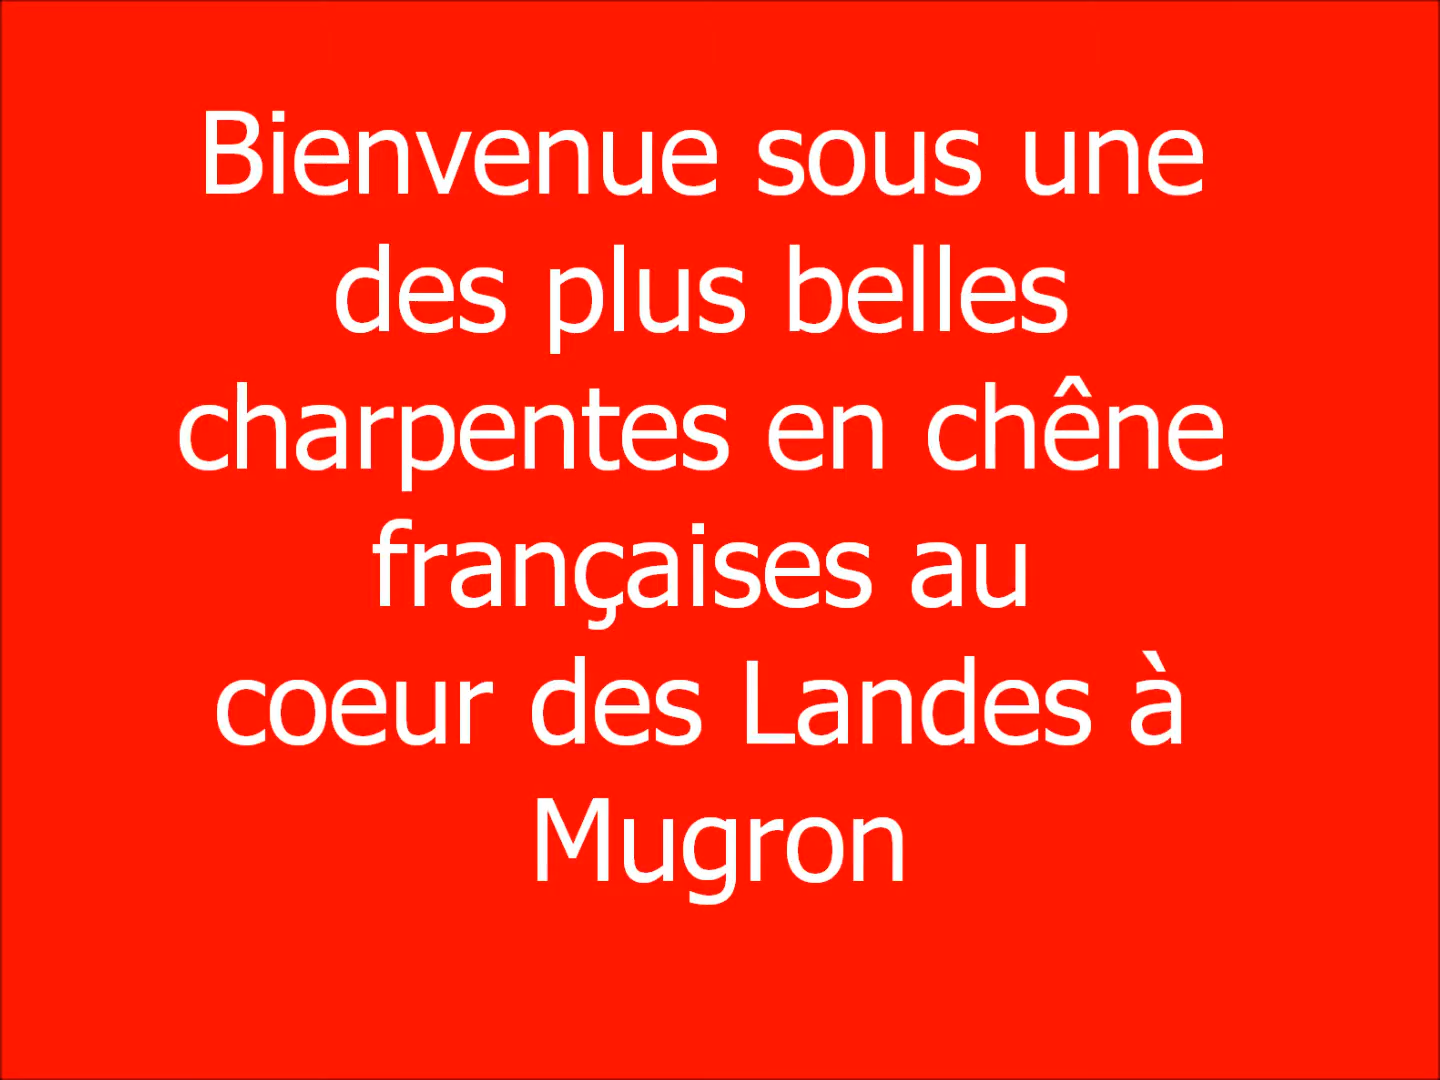 Bienvenue sous une
des plus belles
charpentes en chêne
françaises au
coeur des Landes à
Mugron